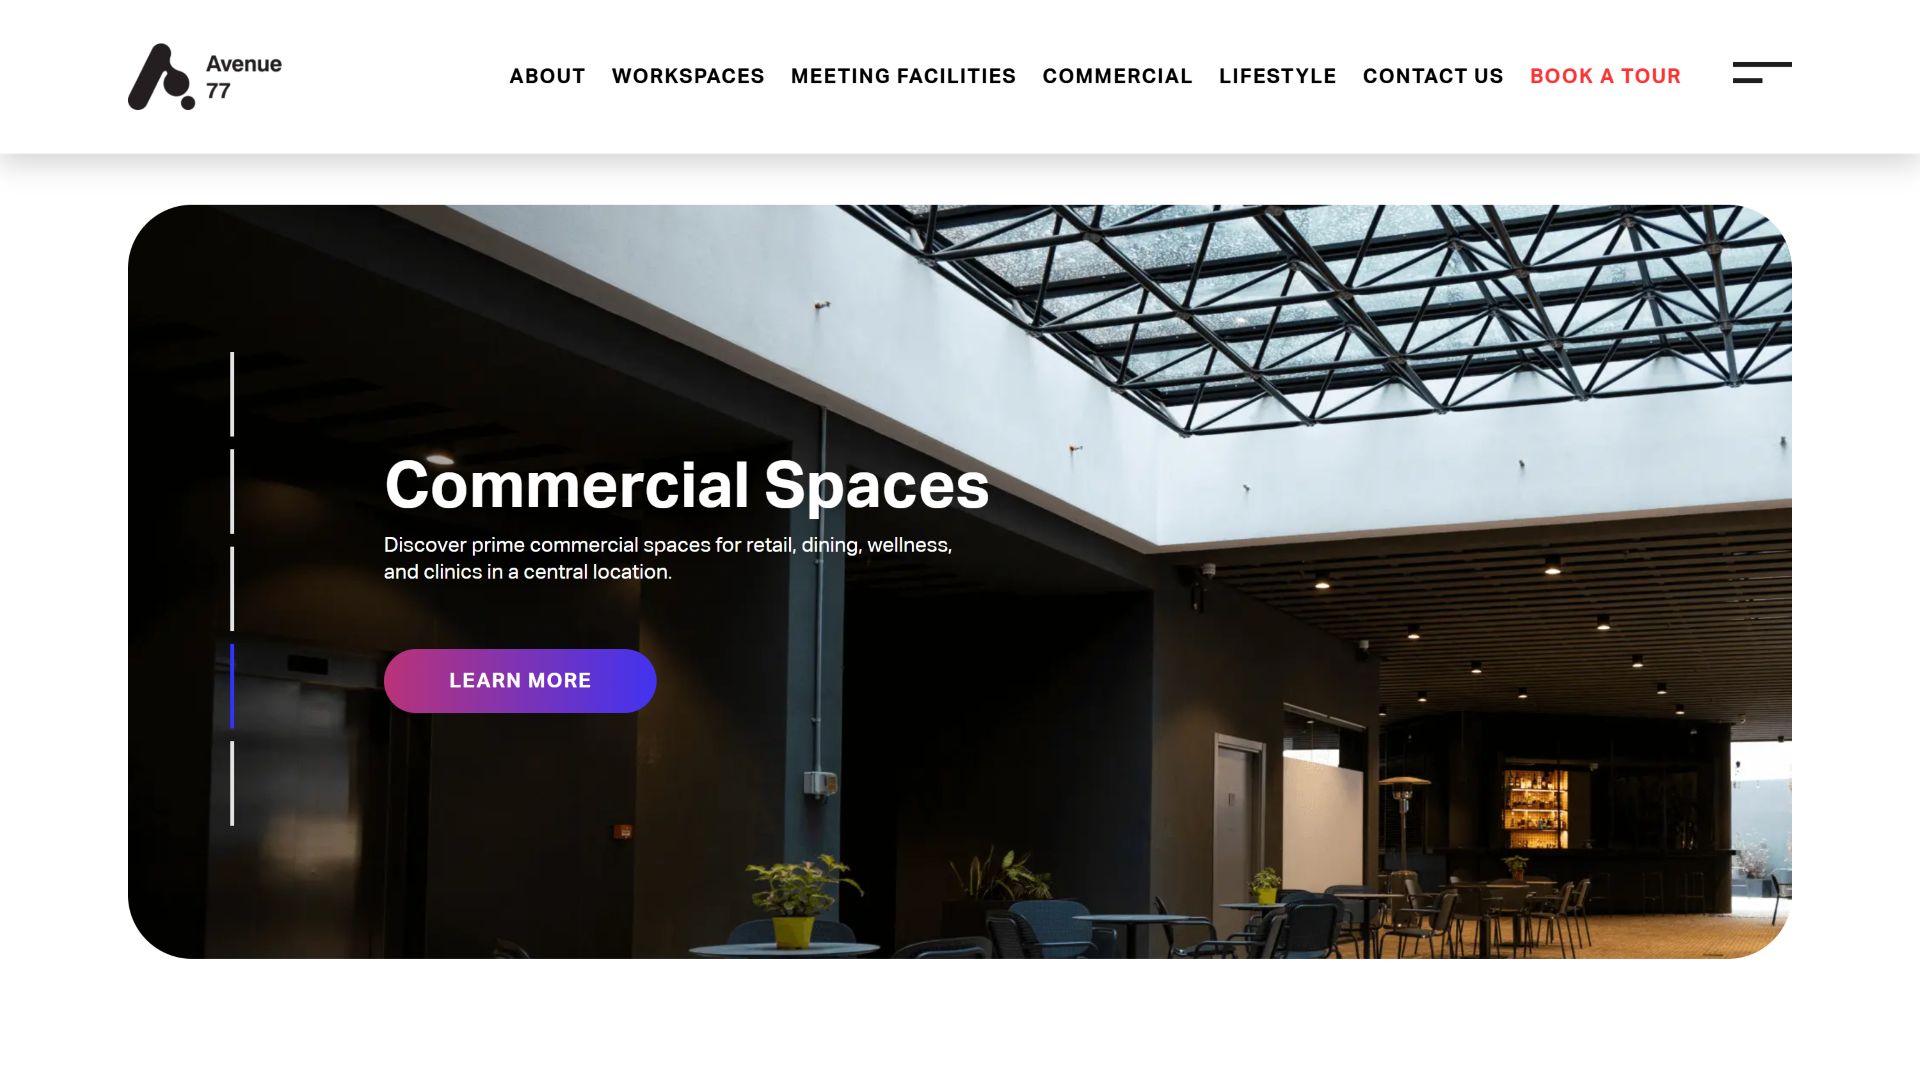 Avenue
77
ABOUT
WORKSPACES
MEETING FACILITIES
COMMERCIAL
LIFESTYLE
CONTACT US
BOOK A TOUR
Commercial Spaces
Discover prime commercial spaces for retail, dining, wellness,
and clinics in a central location.
LEARN MORE